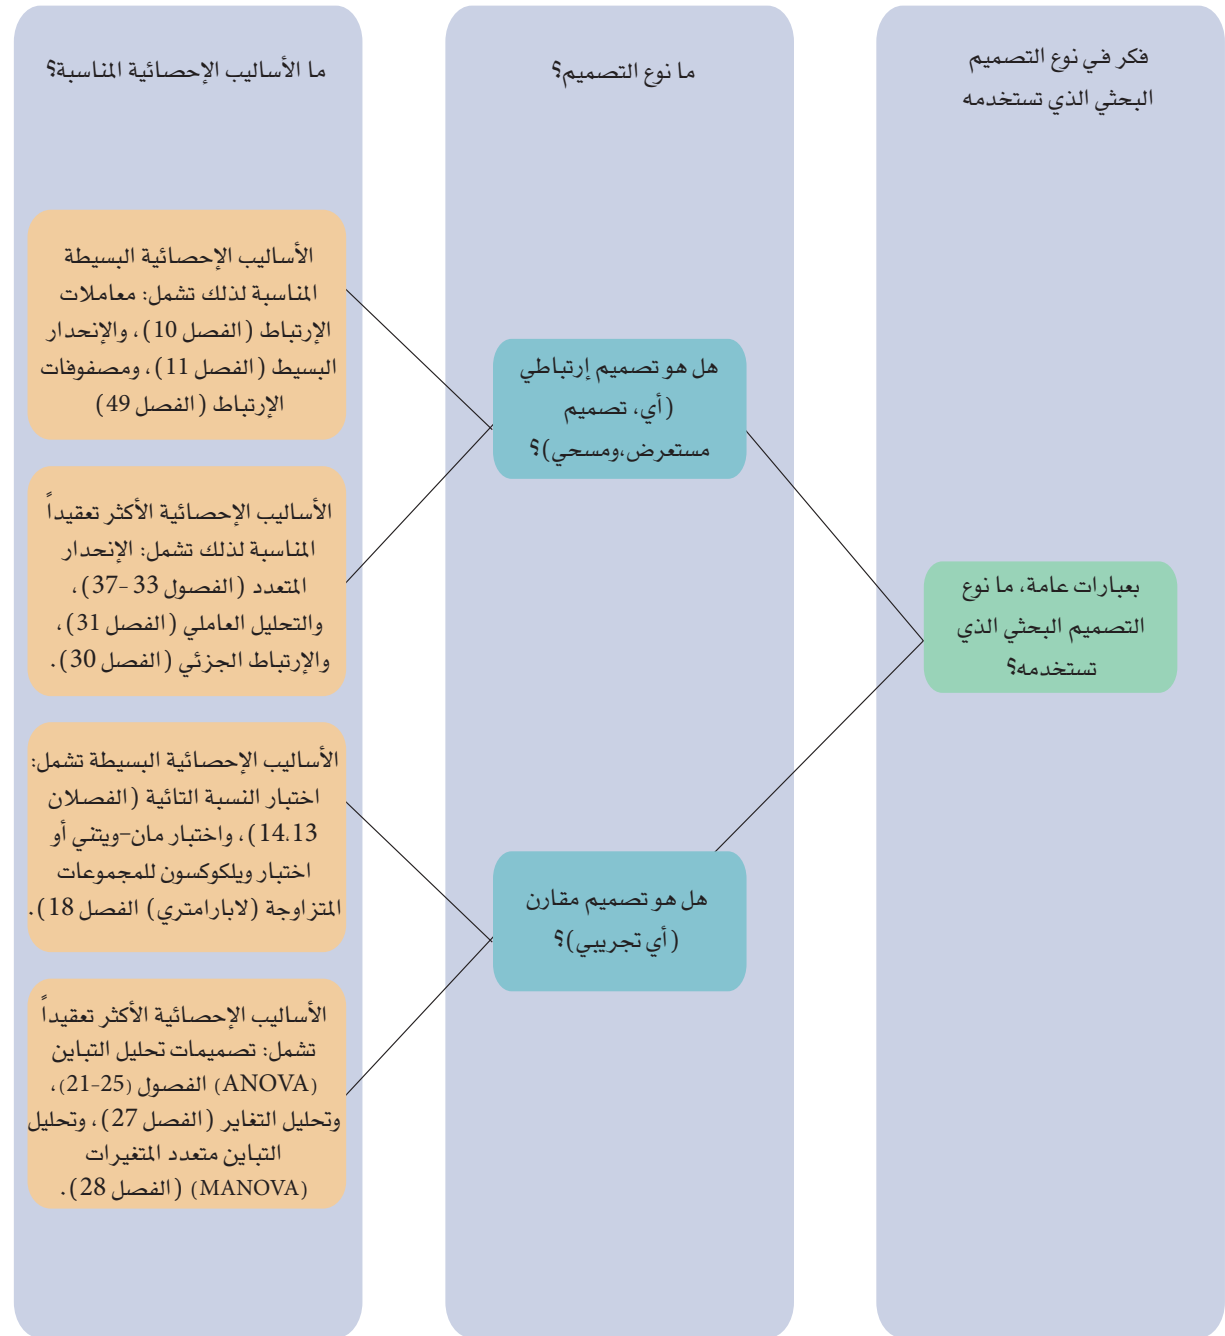 فكر في نوع التصميم
البحثي الذي تستخدمه
بعبارات عامة، ما نوع
التصميم البحثي الذي
تستخدمه؟
ما نوع التصميم؟
هل هو تصميم إرتباطي
(أي، تصميم
مستعرض،ومسحي)؟
هل هو تصميم مقارن
(أي تجريبي)؟
ما الأساليب الإحصائية المناسبة؟
الأساليب الإحصائية البسيطة
المناسبة لذلك تشمل: معاملات
الإرتباط (الفصل 10)، والإنحدار
البسيط (الفصل 11)، ومصفوفات
الإرتباط (الفصل 49)
الأساليب الإحصائية الأكثر تعقيداً
المناسبة لذلك تشمل: الإنحدار
المتعدد (الفصول 33 -37)،
والتحليل العاملي (الفصل 31)،
والإرتباط الجزئي (الفصل 30).
الأساليب الإحصائية البسيطة تشمل:
اختبار النسبة التائية (الفصلان
14،13)، واختبار مان-ويتني أو
اختبار ويلكوكسون للمجموعات
المتزاوجة (لابارامتري) الفصل 18).
الأساليب الإحصائية الأكثر تعقيداً
تشمل: تصميمات تحليل التباين
(ANOVA) الفصول (25-21)،
وتحليل التغاير (الفصل 27)، وتحليل
التباين متعدد المتغيرات
(MANOVA) (الفصل 28).